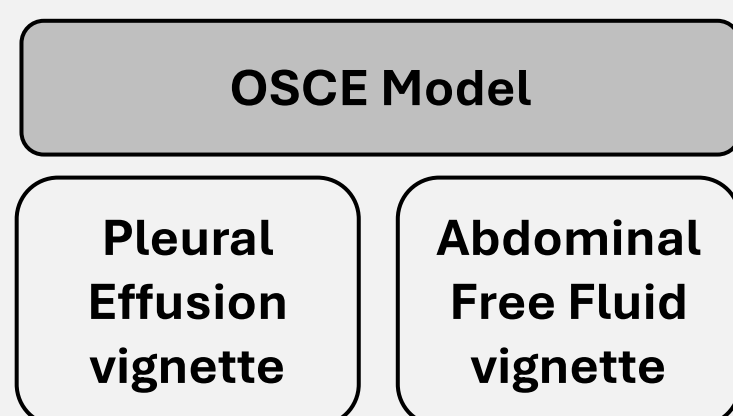 OSCE Model
Pleural
Effusion
vignette
Abdominal
Free Fluid
vignette